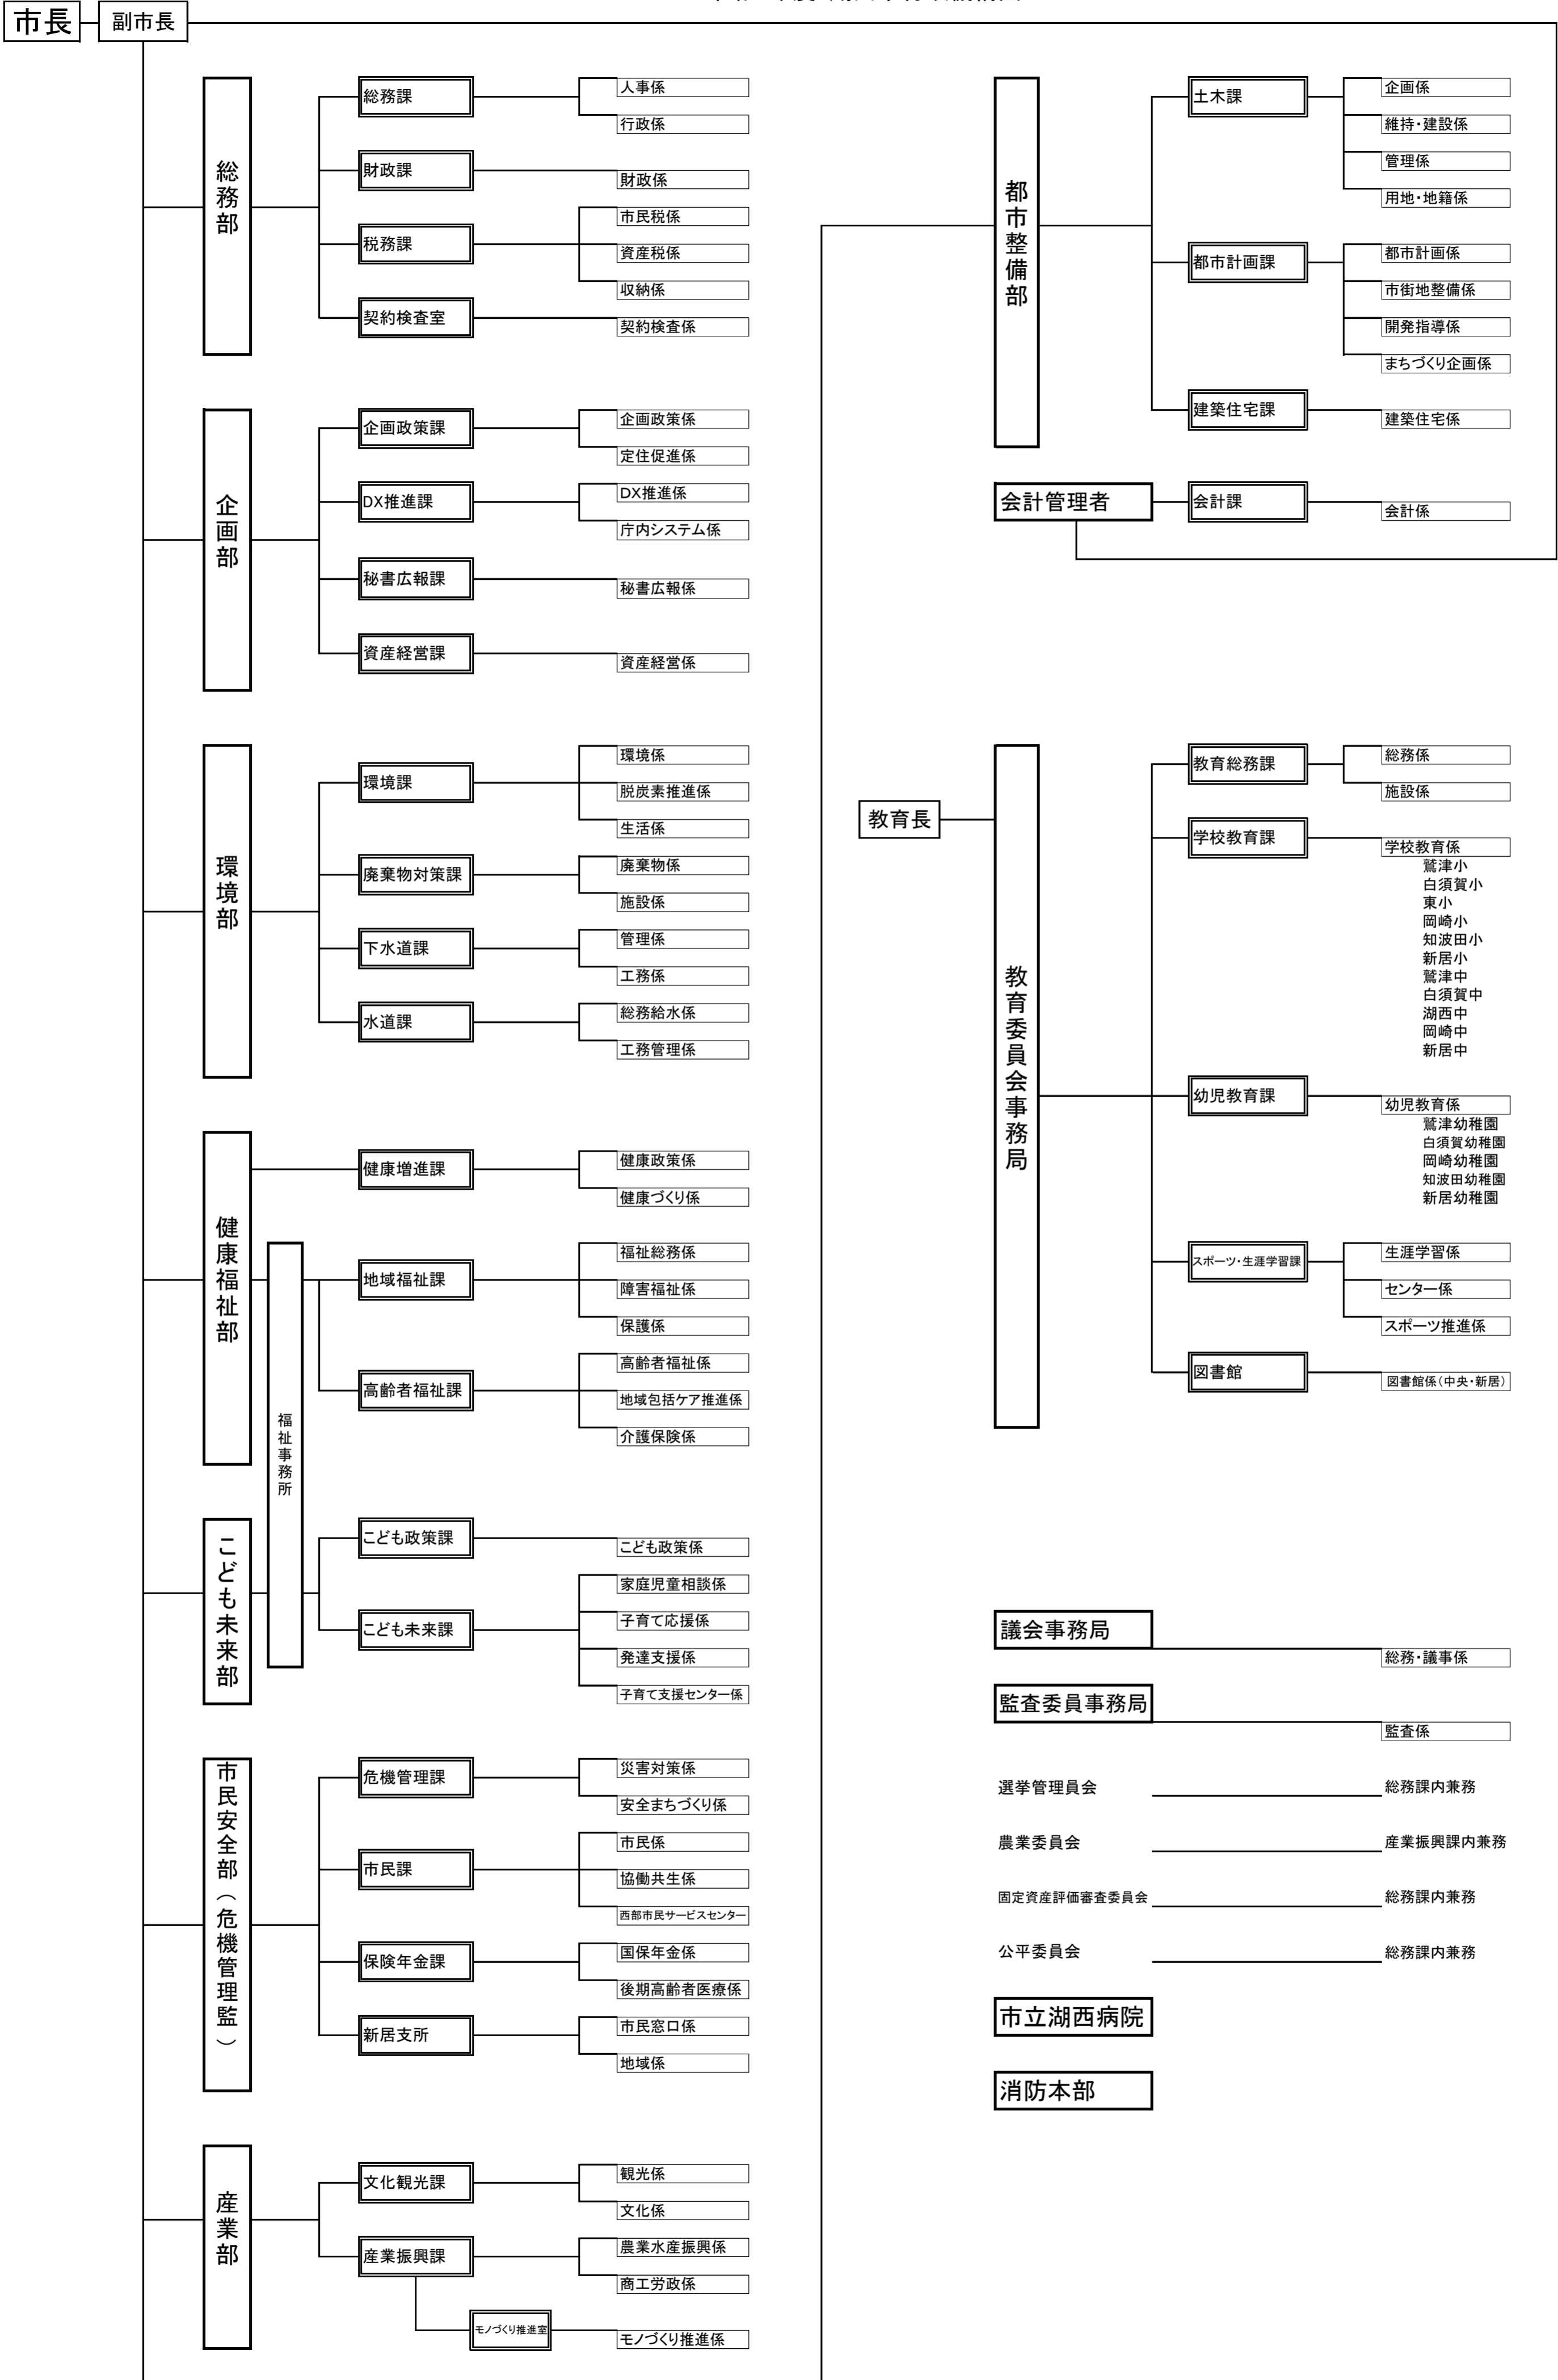 市長
副市長
総務部
総務課
人事係
行政係
財政課
財政係
税務課
市民税係
資産税係
収納係
契約検査室
契約検査係
企画部
企画政策課
企画政策係
定住促進係
DX推進課
DX推進係
庁内システム係
秘書広報課
秘書広報係
資産経営課
資産経営係
環境部
環境課
環境係
脱炭素推進係
生活係
廃棄物対策課
廃棄物係
施設係
下水道課
管理係
工務係
水道課
総務給水係
工務管理係
健康福祉部
健康増進課
健康政策係
健康づくり係
福祉事務所
地域福祉課
福祉総務係
障害福祉係
保護係
高齢者福祉課
高齢者福祉係
地域包括ケア推進係
介護保険係
こども未来部
こども政策課
こども政策係
こども未来課
家庭児童相談係
子育て応援係
発達支援係
子育て支援センター係
市民安全部（危機管理監）
危機管理課
災害対策係
安全まちづくり係
市民課
市民係
協働共生係
西部市民サービスセンター
保険年金課
国保年金係
後期高齢者医療係
新居支所
市民窓口係
地域係
産業部
文化観光課
観光係
文化係
産業振興課
農業水産振興係
商工労政係
モノづくり推進室
モノづくり推進係
都市整備部
土木課
企画係
維持・建設係
管理係
用地・地籍係
都市計画課
都市計画係
市街地整備係
開発指導係
まちづくり企画係
建築住宅課
建築住宅係
会計管理者
会計課
会計係
教育長
教育委員会事務局
教育総務課
総務係
施設係
学校教育課
学校教育係
鷲津小
白須賀小
東小
岡崎小
知波田小
新居小
鷲津中
白須賀中
湖西中
岡崎中
新居中
幼児教育課
幼児教育係
鷲津幼稚園
白須賀幼稚園
岡崎幼稚園
知波田幼稚園
新居幼稚園
スポーツ・生涯学習課
生涯学習係
センター係
スポーツ推進係
図書館
図書館係（中央・新居）
議会事務局
総務・議事係
監査委員事務局
監査係
選挙管理員会
総務課内兼務
農業委員会
産業振興課内兼務
固定資産評価審査委員会
総務課内兼務
公平委員会
総務課内兼務
市立湖西病院
消防本部